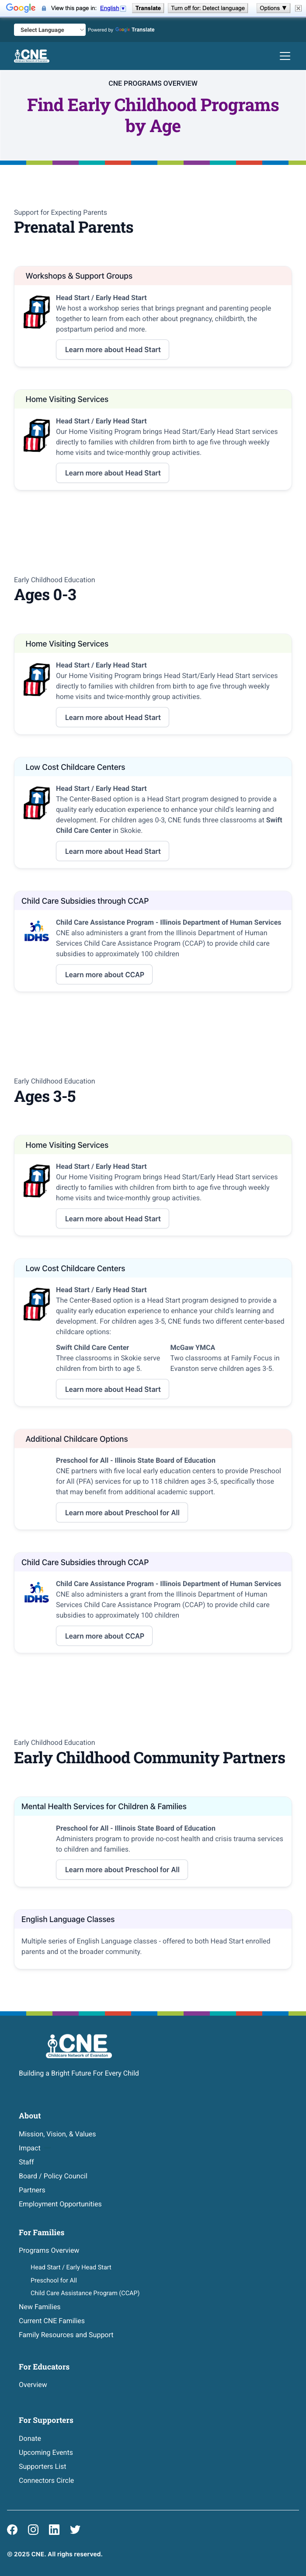 Google
View this page in: English
Translate
Turn off for: Detect language
Options ▼
Select Language
Powered by Google Translate
CNE
CNE PROGRAMS OVERVIEW
Find Early Childhood Programs
by Age
Support for Expecting Parents
Prenatal Parents
Workshops & Support Groups
Head Start / Early Head Start
We host a workshop series that brings pregnant and parenting people
together to learn from each other about pregnancy, childbirth, the
postpartum period and more.
Learn more about Head Start
Home Visiting Services
Head Start / Early Head Start
Our Home Visiting Program brings Head Start/Early Head Start services
directly to families with children from birth to age five through weekly
home visits and twice-monthly group activities.
Learn more about Head Start
Early Childhood Education
Ages 0-3
Home Visiting Services
Head Start / Early Head Start
Our Home Visiting Program brings Head Start/Early Head Start services
directly to families with children from birth to age five through weekly
home visits and twice-monthly group activities.
Learn more about Head Start
Low Cost Childcare Centers
Head Start / Early Head Start
The Center-Based option is a Head Start program designed to provide a
quality early education experience to enhance your child's learning and
development. For children ages 0-3, CNE funds three classrooms at Swift
Child Care Center in Skokie.
Learn more about Head Start
Child Care Subsidies through CCAP
IDHS
Child Care Assistance Program - Illinois Department of Human Services
CNE also administers a grant from the Illinois Department of Human
Services Child Care Assistance Program (CCAP) to provide child care
subsidies to approximately 100 children
Learn more about CCAP
Early Childhood Education
Ages 3-5
Home Visiting Services
Head Start / Early Head Start
Our Home Visiting Program brings Head Start/Early Head Start services
directly to families with children from birth to age five through weekly
home visits and twice-monthly group activities.
Learn more about Head Start
Low Cost Childcare Centers
Head Start / Early Head Start
The Center-Based option is a Head Start program designed to provide a
quality early education experience to enhance your child's learning and
development. For children ages 3-5, CNE funds two different center-based
childcare options:
Swift Child Care Center
Three classrooms in Skokie serve
children from birth to age 5.
McGaw YMCA
Two classrooms at Family Focus in
Evanston serve children ages 3-5.
Learn more about Head Start
Additional Childcare Options
Preschool for All - Illinois State Board of Education
CNE partners with five local early education centers to provide Preschool
for All (PFA) services for up to 118 children ages 3-5, specifically those
that may benefit from additional academic support.
Learn more about Preschool for All
Child Care Subsidies through CCAP
IDHS
Child Care Assistance Program - Illinois Department of Human Services
CNE also administers a grant from the Illinois Department of Human
Services Child Care Assistance Program (CCAP) to provide child care
subsidies to approximately 100 children
Learn more about CCAP
Early Childhood Education
Early Childhood Community Partners
Mental Health Services for Children & Families
Preschool for All - Illinois State Board of Education
Administers program to provide no-cost health and crisis trauma services
to children and families.
Learn more about Preschool for All
English Language Classes
Multiple series of English Language classes - offered to both Head Start enrolled
parents and ot the broader community.
CNE
Childcare Network of Evanston
Building a Bright Future For Every Child
About
Mission, Vision, & Values
Impact
Staff
Board / Policy Council
Partners
Employment Opportunities
For Families
Programs Overview
Head Start / Early Head Start
Preschool for All
Child Care Assistance Program (CCAP)
New Families
Current CNE Families
Family Resources and Support
For Educators
Overview
For Supporters
Donate
Upcoming Events
Supporters List
Connectors Circle
© 2025 CNE. All righs reserved.